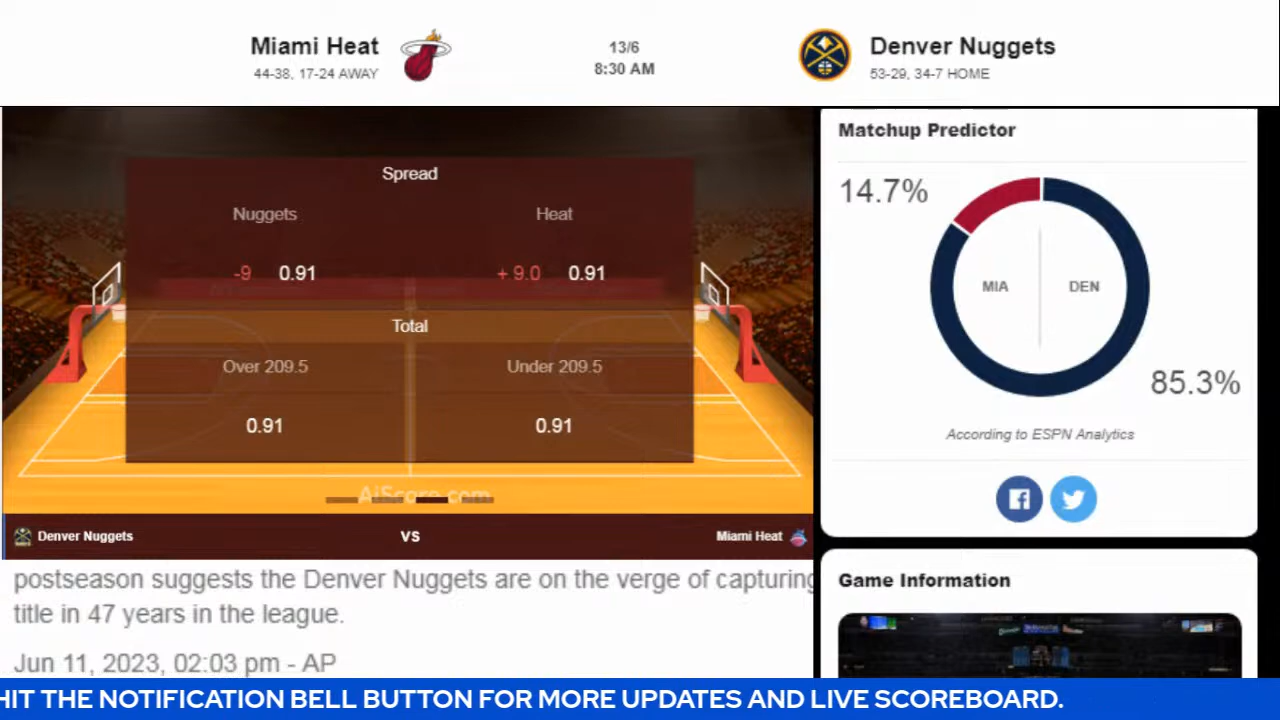 Miami Heat
44-38, 17-24 AWAY
13/6
8:30 AM
Denver Nuggets
53-29, 34-7 HOME
Spread
Nuggets
Heat
-9 0.91
+ 9.0 0.91
Total
Over 209.5
Under 209.5
0.91
0.91
AiScore.com
Denver Nuggets
VS
Miami Heat
postseason suggests the Denver Nuggets are on the verge of capturing
title in 47 years in the league.
Jun 11, 2023, 02:03 pm - AP
Matchup Predictor
14.7%
MIA
DEN
85.3%
According to ESPN Analytics
Game Information
HIT THE NOTIFICATION BELL BUTTON FOR MORE UPDATES AND LIVE SCOREBOARD.